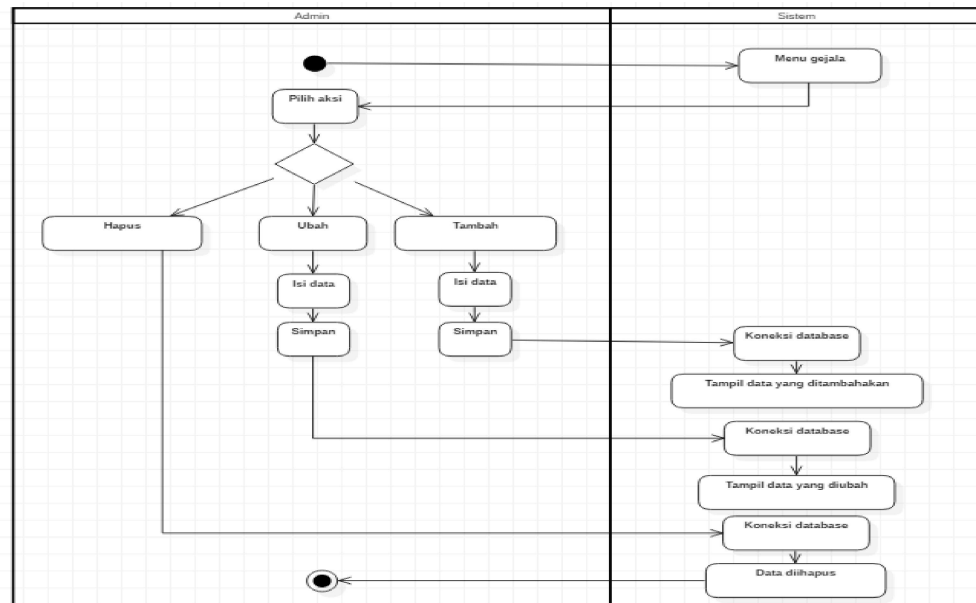 Admin
Sistem
Menu gejala
Pilih aksi
Hapus
Ubah
Tambah
Isi data
Isi data
Simpan
Simpan
Koneksi database
Tampil data yang ditambahakan
Koneksi database
Tampil data yang diubah
Koneksi database
Data diihapus